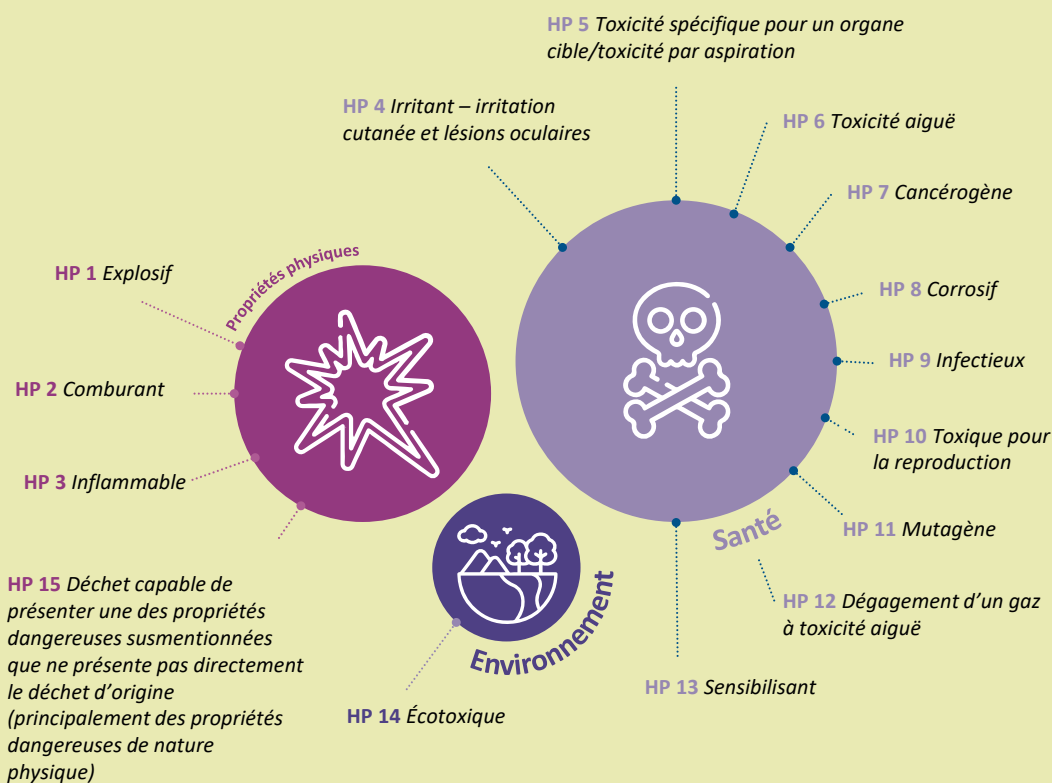 HP 5 Toxicité spécifique pour un organe
cible/toxicité par aspiration
HP 4 Irritant – irritation
cutanée et lésions oculaires
HP 6 Toxicité aiguë
HP 7 Cancérogène
Propriétés physiques
HP 1 Explosif
HP 8 Corrosif
HP 9 Infectieux
HP 2 Comburant
HP 10 Toxique pour
la reproduction
HP 3 Inflammable
Santé
HP 11 Mutagène
HP 15 Déchet capable de
présenter une des propriétés
dangereuses susmentionnées
que ne présente pas directement
le déchet d'origine
(principalement des propriétés
dangereuses de nature
physique)
Environnement
HP 12 Dégagement d'un gaz
à toxicité aiguë
HP 13 Sensibilisant
HP 14 Écotoxique